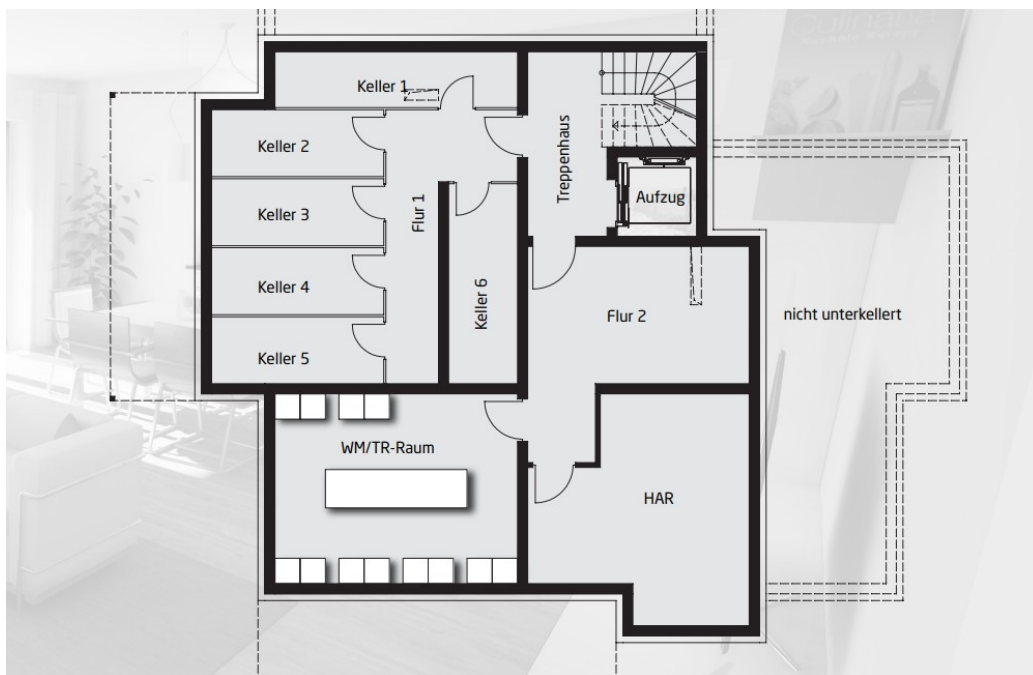 Culinaria
Keller 1
Keller 2
Treppenhaus
Aufzug
Keller 3
Flur 1
Keller 4
Keller 6
Flur 2
nicht unterkellert
Keller 5
WM/TR-Raum
HAR